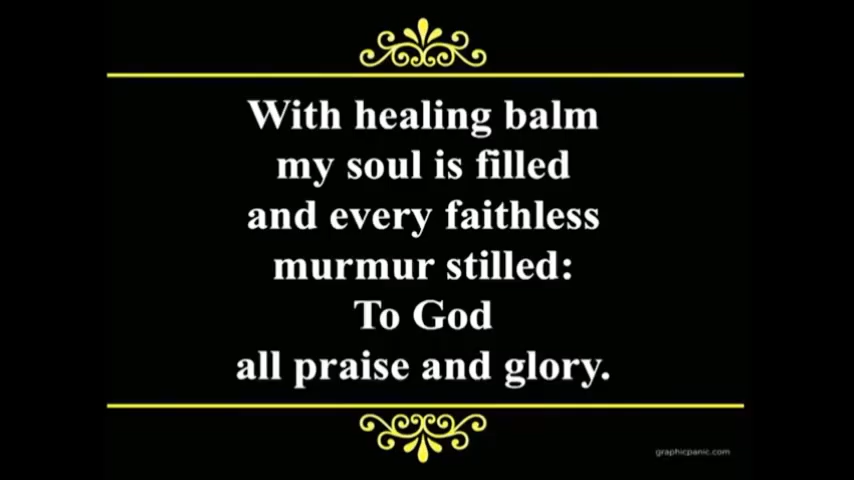 With healing balm
my soul is filled
and every faithless
murmur stilled:
To God
all praise and glory.
graphicpanic.com